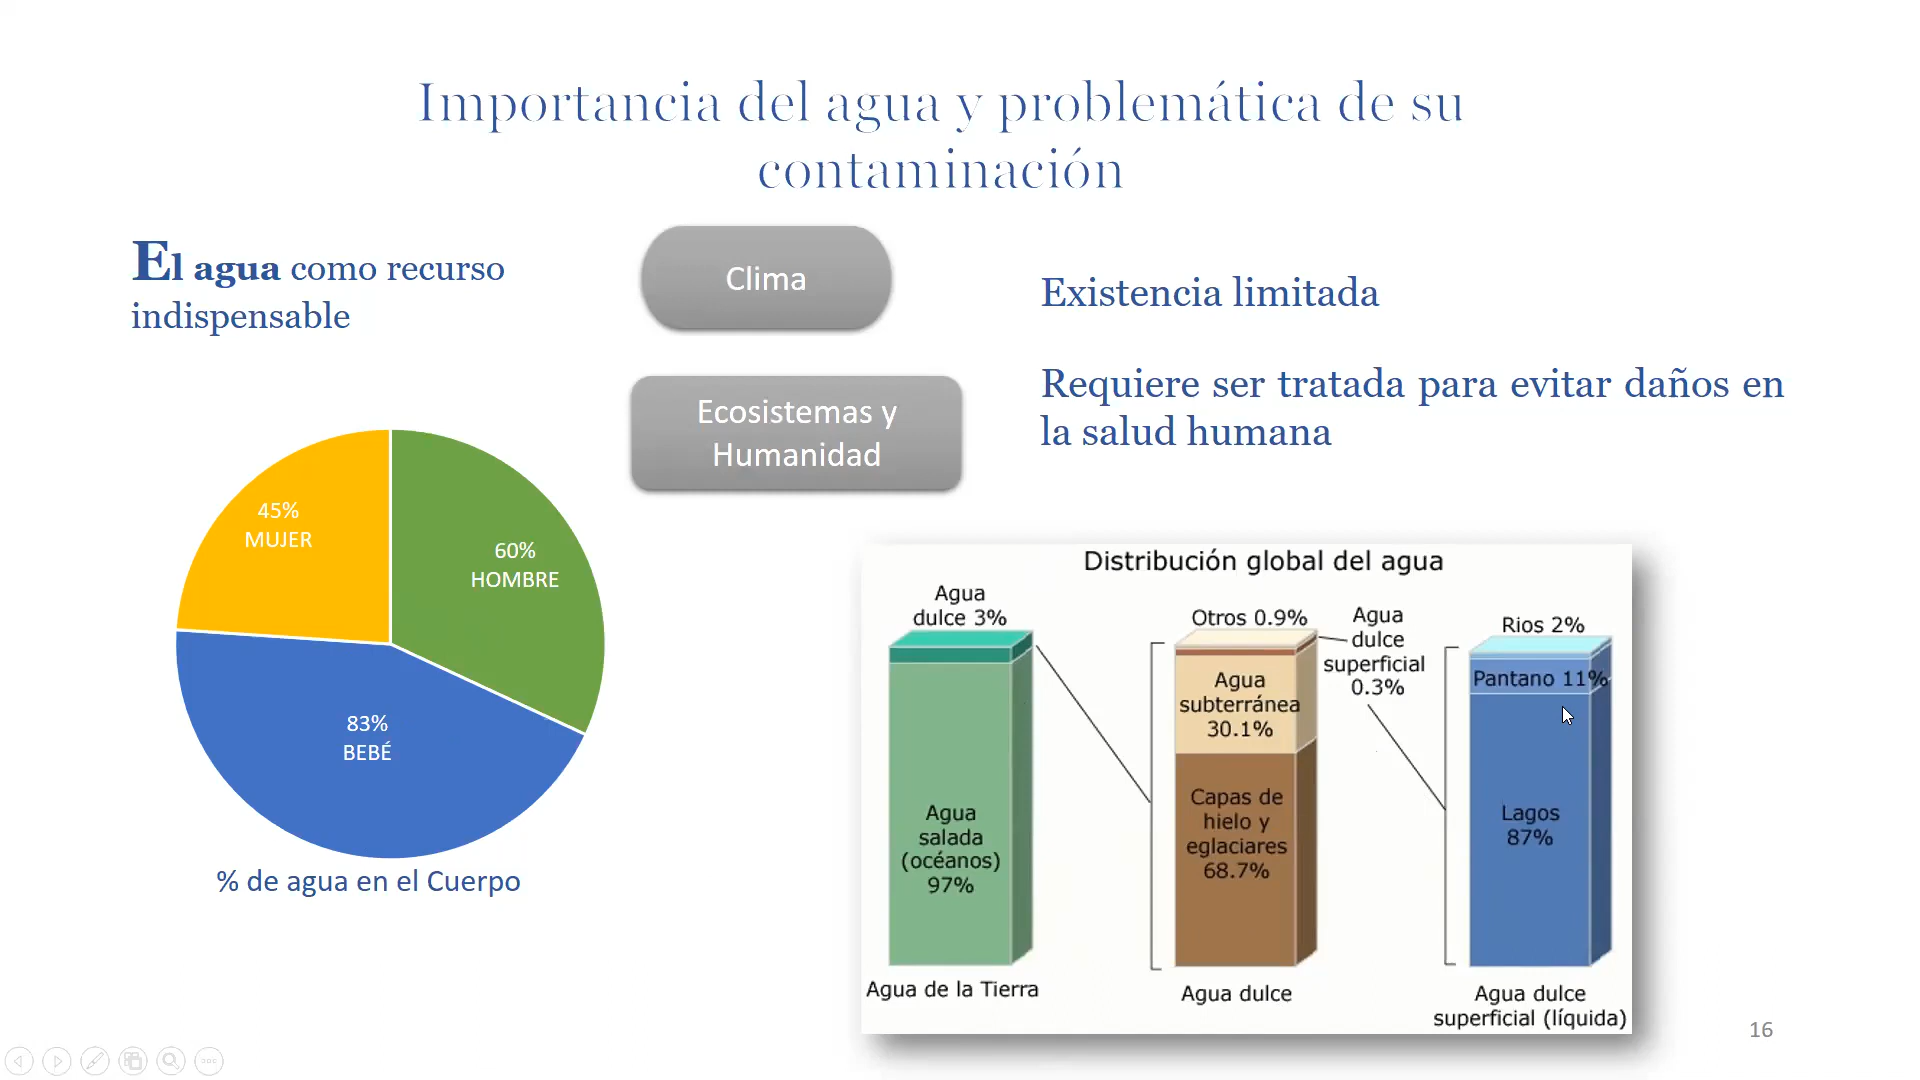 Importancia del agua y problemática de su
contaminación
El agua como recurso
indispensable
Clima
Ecosistemas y
Humanidad
Existencia limitada
Requiere ser tratada para evitar daños en
la salud humana
45%
MUJER
60%
HOMBRE
83%
BEBÉ
% de agua en el Cuerpo
Distribución global del agua
Agua
dulce 3%
Agua
salada
(océanos)
97%
Agua de la Tierra
Otros 0.9%
Agua
subterránea
30.1%
Capas de
hielo y
eglaciares
68.7%
Agua dulce
Agua
dulce
superficial
0.3%
Rios 2%
Pantano 11%
Lagos
87%
Agua dulce
superficial (líquida)
16